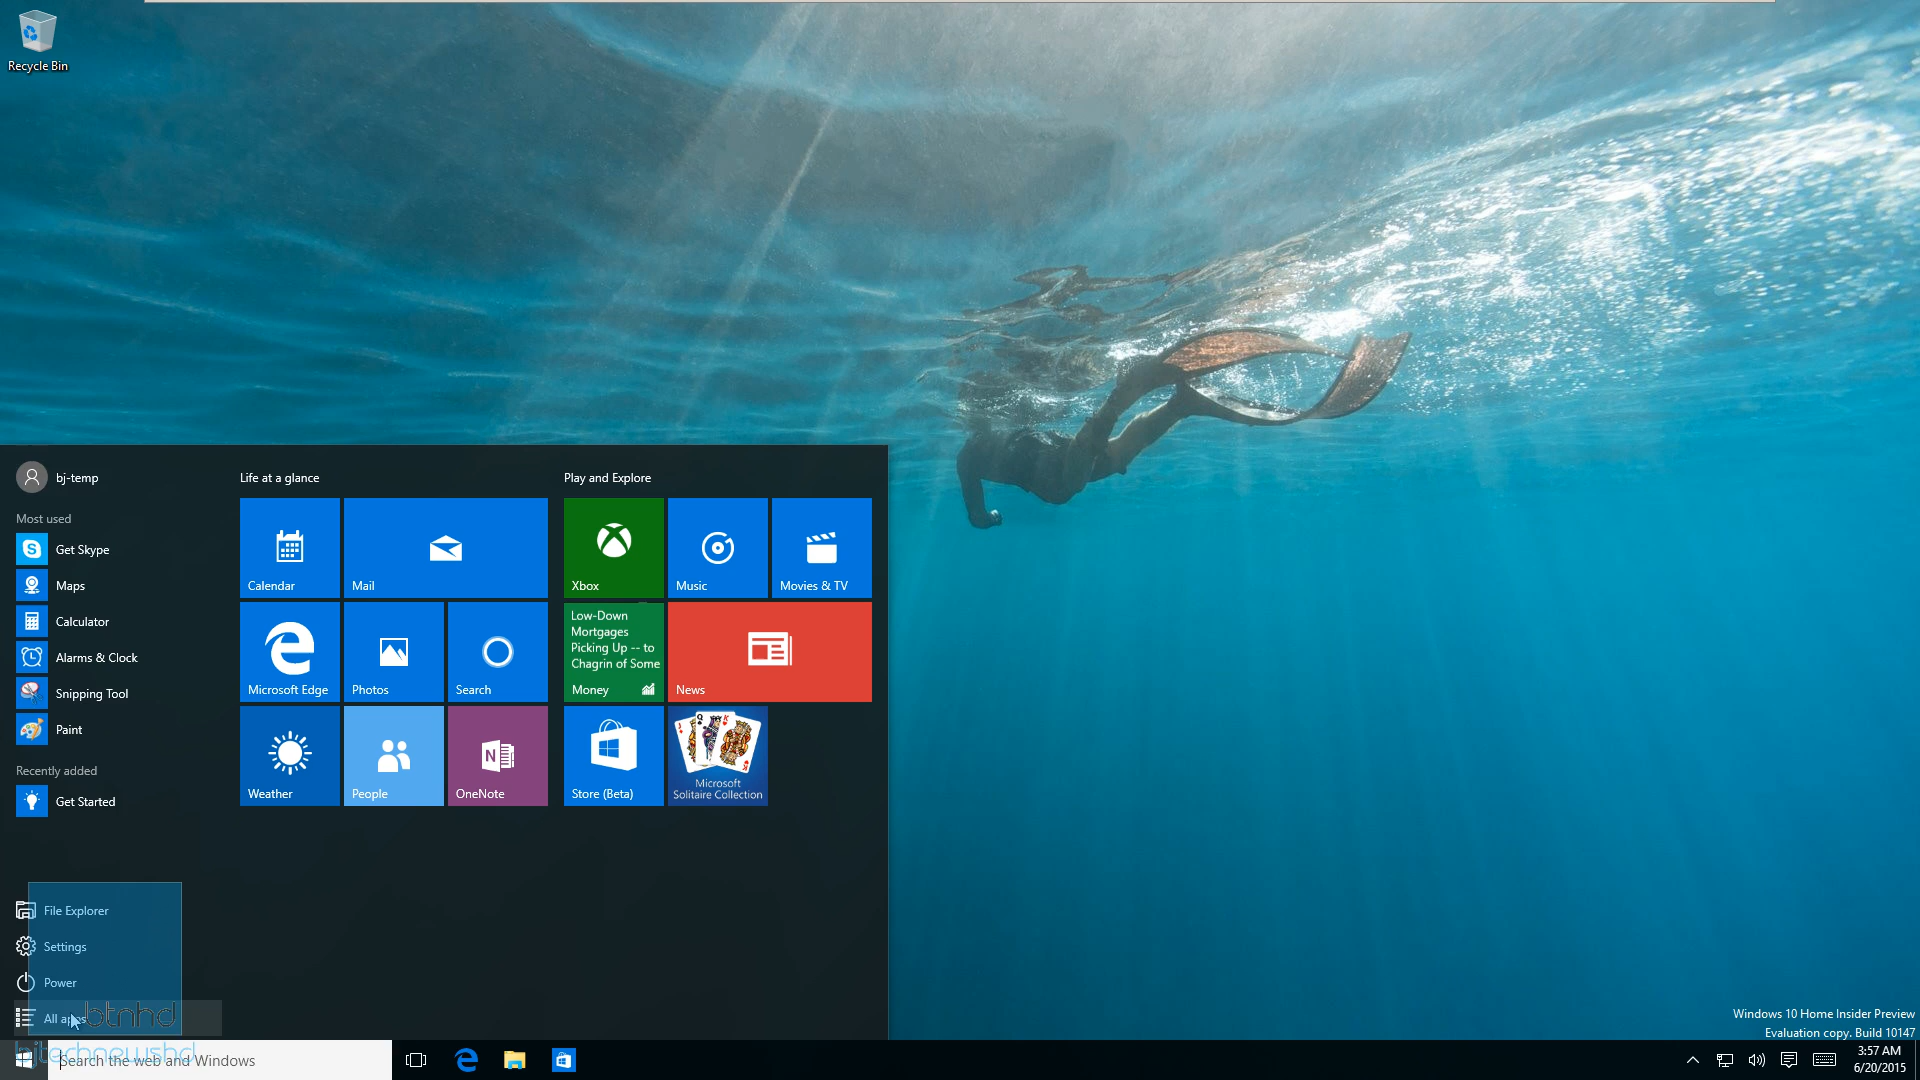 Recycle Bin
bj-temp
Most used
Get Skype
Maps
Calculator
Alarms & Clock
Snipping Tool
Paint
Recently added
Get Started
File Explorer
Settings
Power
All apps
btnhd
bjtechnewshd
Life at a glance
Calendar
Mail
Microsoft Edge
Photos
Search
Weather
People
OneNote
Play and Explore
Xbox
Music
Movies & TV
Low-Down
Mortgages
Picking Up -- to
Chagrin of Some
Money
News
Store (Beta)
Microsoft
Solitaire Collection
Search the web and Windows
Windows 10 Home Insider Preview
Evaluation copy. Build 10147
3:57 AM
6/20/2015